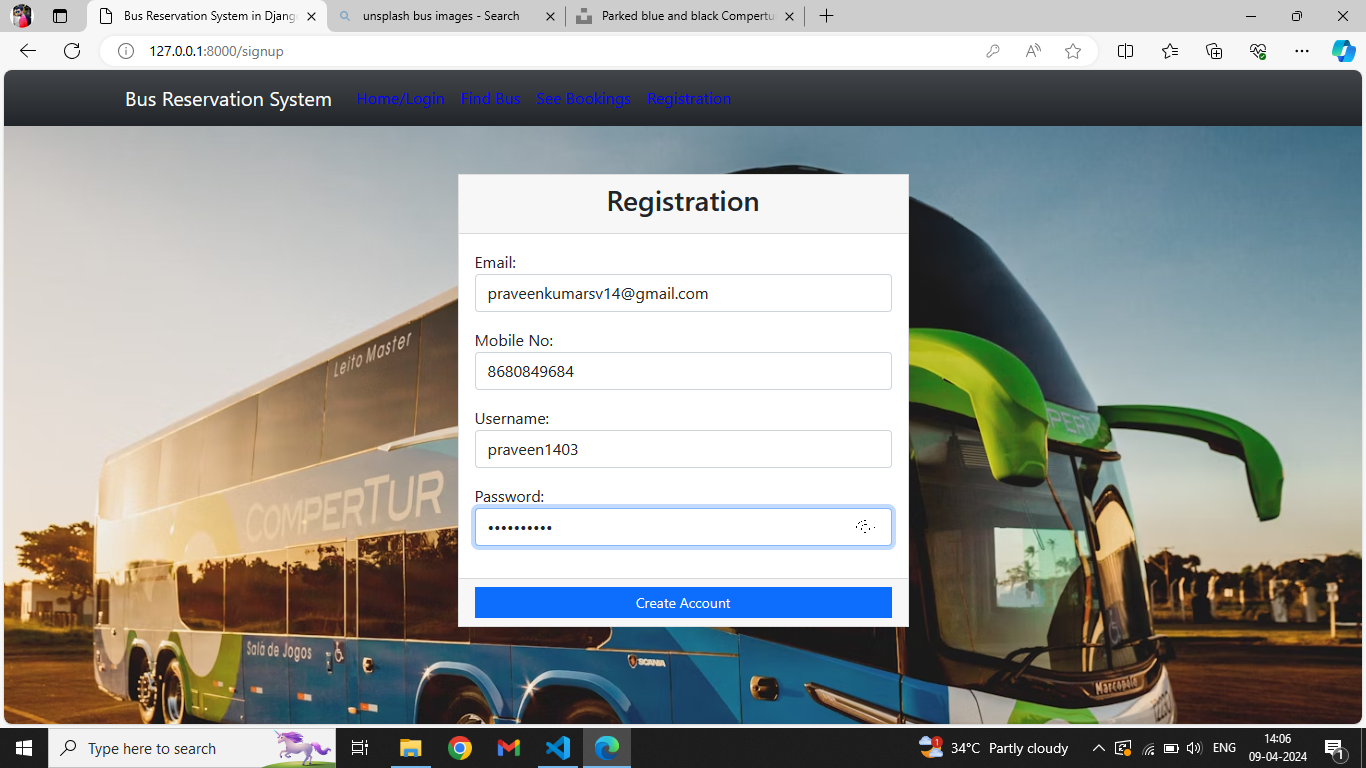 Bus Reservation System in Djang
unsplash bus images - Search
Parked blue and black Compertu
127.0.0.1:8000/signup
Bus Reservation System Home/Login Find Bus See Bookings Registration
Registration
Email:
praveenkumarsv14@gmail.com
Mobile No:
8680849684
Username:
praveen1403
Password:
••••••••••
Create Account
Leito Master
COMPERTUR
Salã de Jogos
SCANIA
Marcopolo
Type here to search
1
34°C Partly cloudy
ENG
14:06
09-04-2024
1